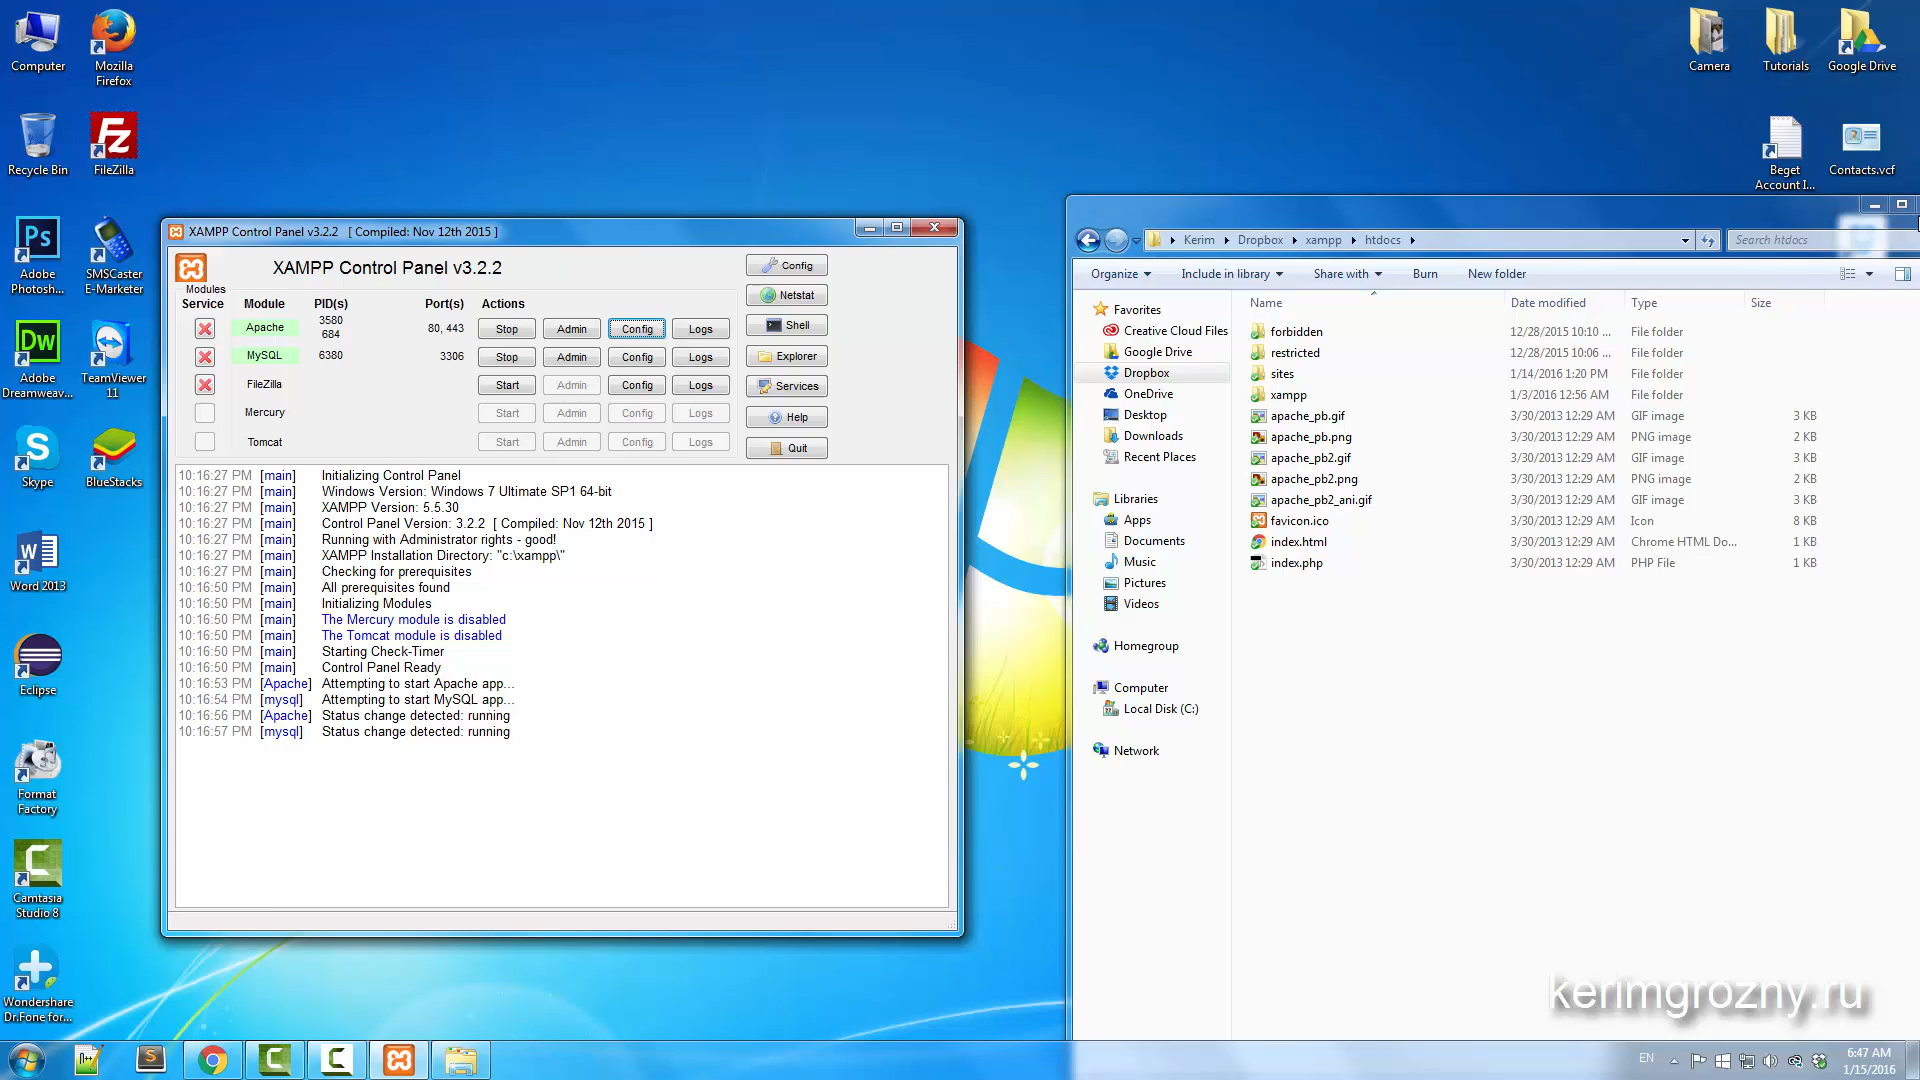 Computer
Mozilla
Firefox
Recycle Bin
FileZilla
Adobe
Photosh...
SMSCaster
E-Marketer
Adobe
Dreamweav...
TeamViewer
11
Skype
BlueStacks
Word 2013
Eclipse
Format
Factory
Camtasia
Studio 8
Wondershare
Dr.Fone for...
Camera
Tutorials
Google Drive
Beget
Account I...
Contacts.vcf
XAMPP Control Panel v3.2.2 [ Compiled: Nov 12th 2015 ]
XAMPP Control Panel v3.2.2
Modules
Service Module PID(s) Port(s) Actions
Apache 3580 684 80, 443 Stop Admin Config Logs
MySQL 6380 3306 Stop Admin Config Logs
FileZilla Start Admin Config Logs
Mercury Start Admin Config Logs
Tomcat Start Admin Config Logs
Config
Netstat
Shell
Explorer
Services
Help
Quit
10:16:27 PM [main] Initializing Control Panel
10:16:27 PM [main] Windows Version: Windows 7 Ultimate SP1 64-bit
10:16:27 PM [main] XAMPP Version: 5.5.30
10:16:27 PM [main] Control Panel Version: 3.2.2 [ Compiled: Nov 12th 2015 ]
10:16:27 PM [main] Running with Administrator rights - good!
10:16:27 PM [main] XAMPP Installation Directory: "c:\xampp\"
10:16:27 PM [main] Checking for prerequisites
10:16:50 PM [main] All prerequisites found
10:16:50 PM [main] Initializing Modules
10:16:50 PM [main] The Mercury module is disabled
10:16:50 PM [main] The Tomcat module is disabled
10:16:50 PM [main] Starting Check-Timer
10:16:50 PM [main] Control Panel Ready
10:16:53 PM [Apache] Attempting to start Apache app...
10:16:54 PM [mysql] Attempting to start MySQL app...
10:16:56 PM [Apache] Status change detected: running
10:16:57 PM [mysql] Status change detected: running
Kerim Dropbox xampp htdocs
Search htdocs
Organize Include in library Share with Burn New folder
Favorites
Creative Cloud Files
Google Drive
Dropbox
OneDrive
Desktop
Downloads
Recent Places
Libraries
Apps
Documents
Music
Pictures
Videos
Homegroup
Computer
Local Disk (C:)
Network
Name Date modified Type Size
forbidden 12/28/2015 10:10 ... File folder
restricted 12/28/2015 10:06 ... File folder
sites 1/14/2016 1:20 PM File folder
xampp 1/3/2016 12:56 AM File folder
apache_pb.gif 3/30/2013 12:29 AM GIF image 3 KB
apache_pb.png 3/30/2013 12:29 AM PNG image 2 KB
apache_pb2.gif 3/30/2013 12:29 AM GIF image 3 KB
apache_pb2.png 3/30/2013 12:29 AM PNG image 2 KB
apache_pb2_ani.gif 3/30/2013 12:29 AM GIF image 3 KB
favicon.ico 3/30/2013 12:29 AM Icon 8 KB
index.html 3/30/2013 12:29 AM Chrome HTML Do... 1 KB
index.php 3/30/2013 12:29 AM PHP File 1 KB
kerimgrozny.ru
EN
6:47 AM
1/15/2016